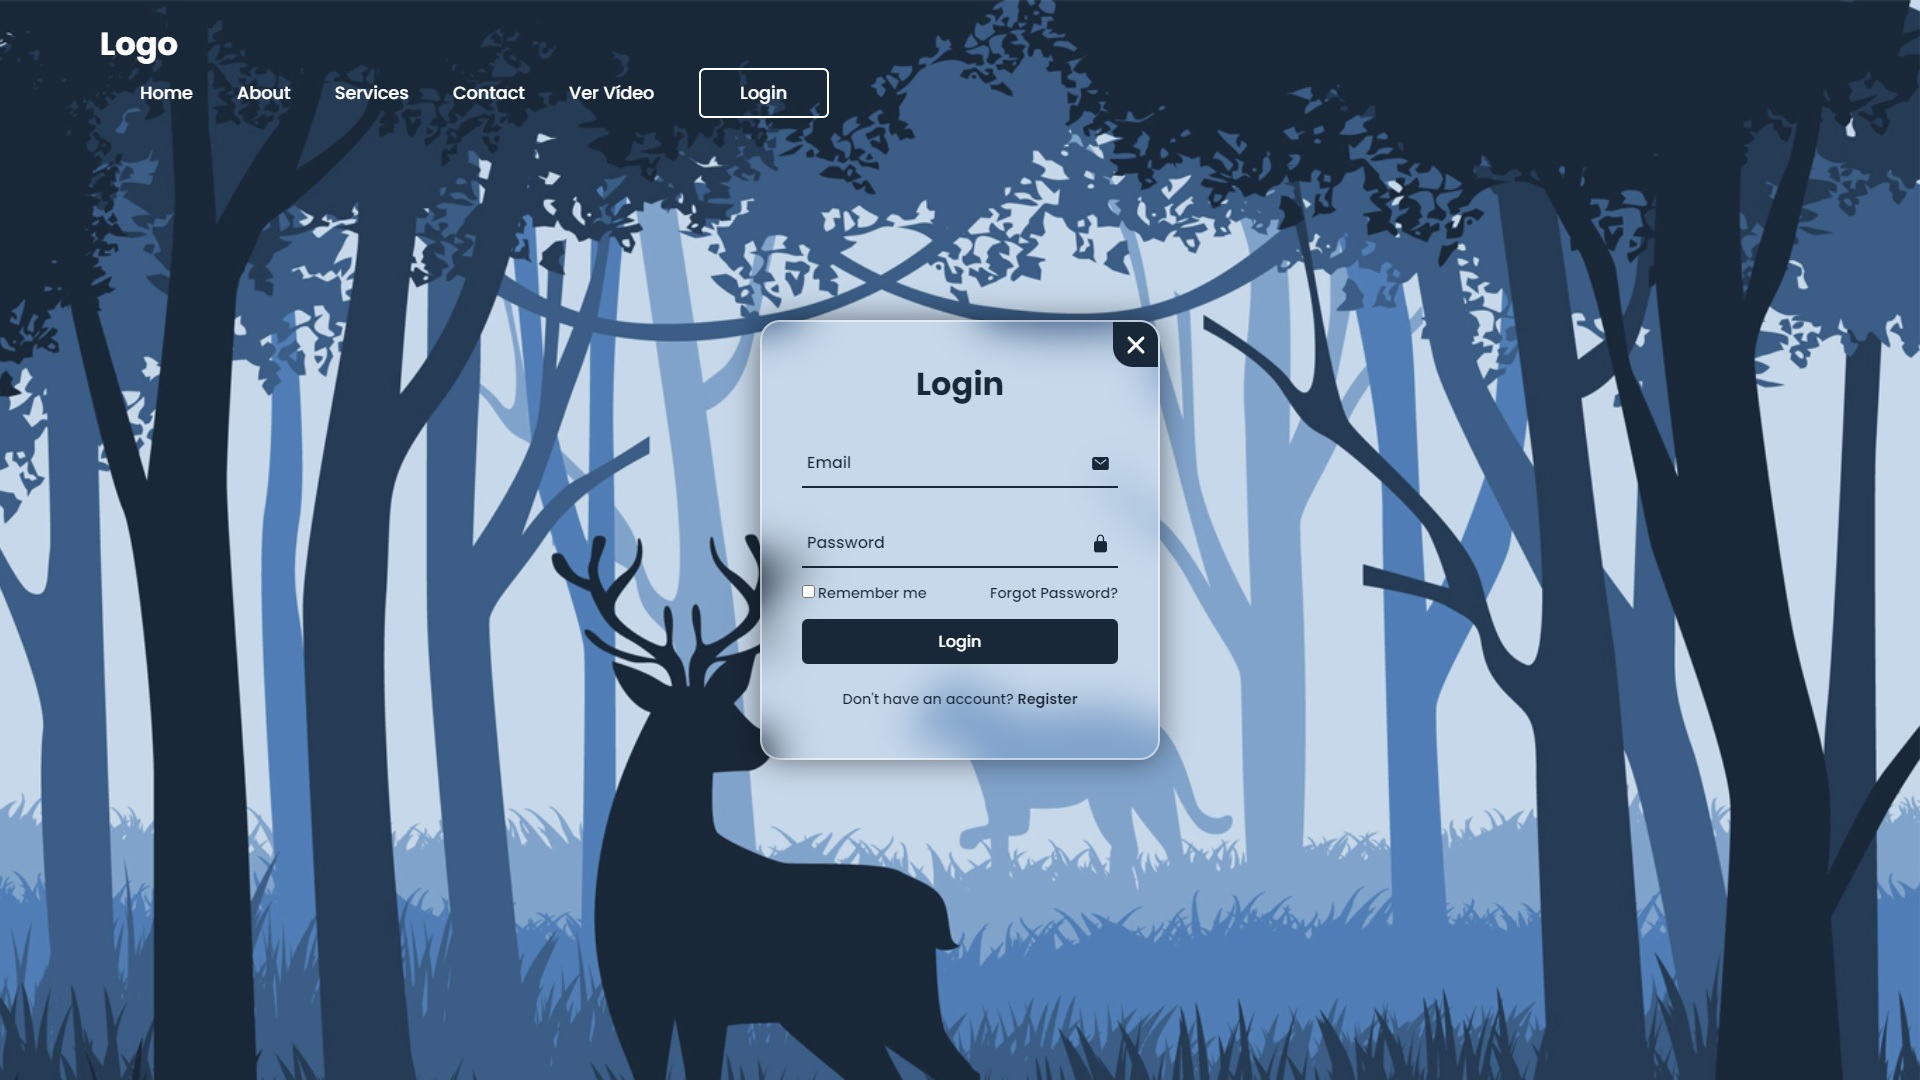 Logo
Home About Services Contact Ver Vídeo Login
Login
Email
Password
Remember me Forgot Password?
Login
Don't have an account? Register